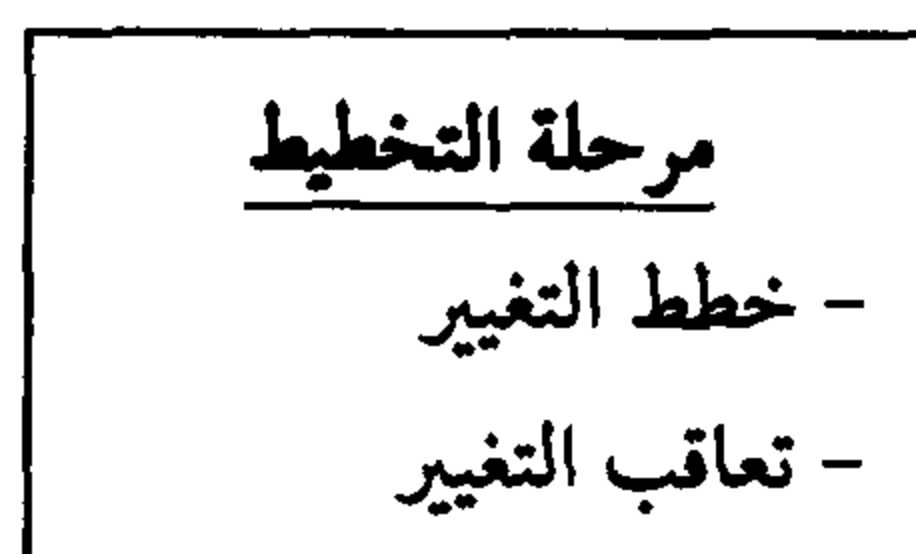 مرحلة التخطيط
- خطط التغيير
- تعاقب التغيير